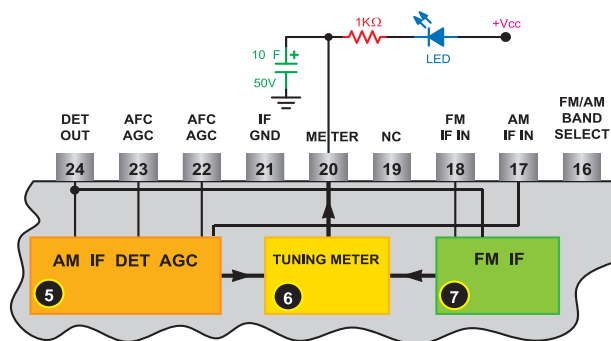 1KΩ
+Vcc
10 F +
50V
LED
DET OUT
AFC AGC
AFC AGC
IF GND
METER
NC
FM IF IN
AM IF IN
FM/AM BAND SELECT
24 23 22 21 20 19 18 17 16
AM IF DET AGC
TUNING METER
FM IF
5
6
7